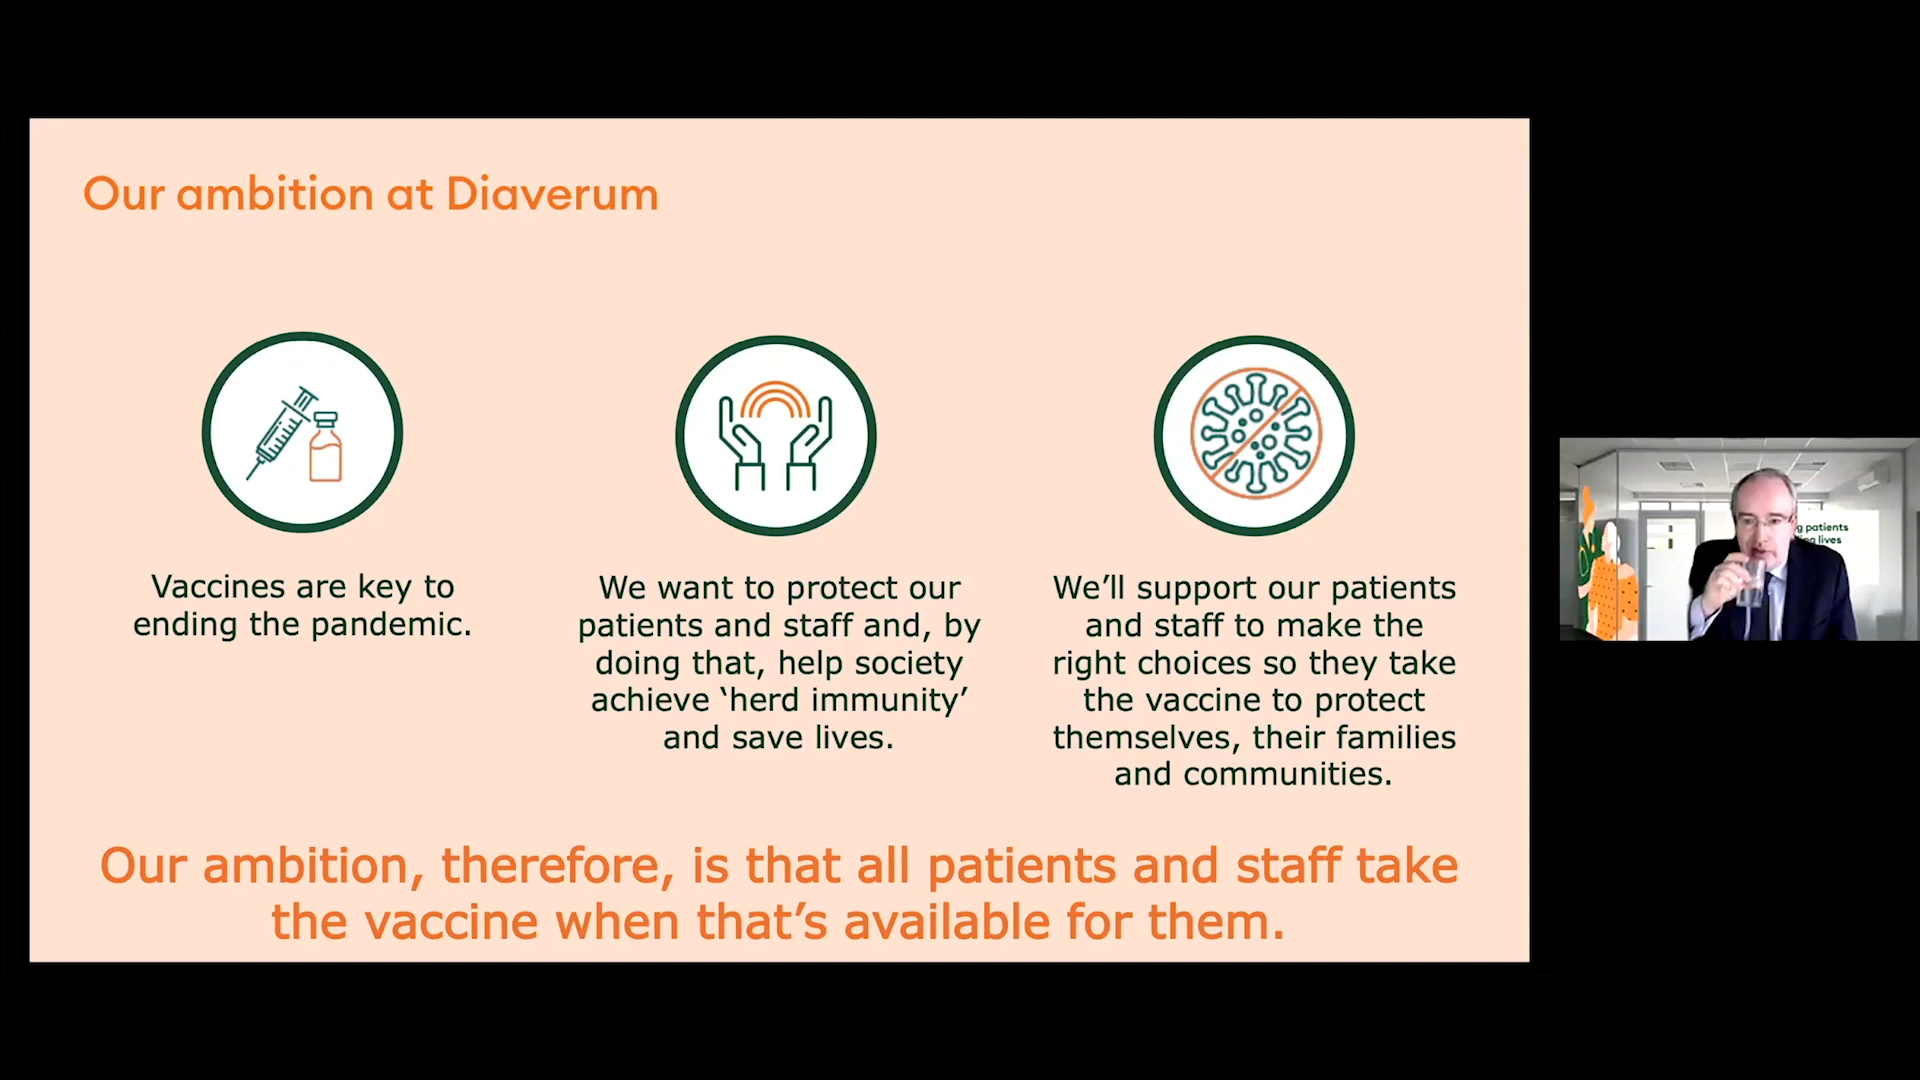 Our ambition at Diaverum
Vaccines are key to
ending the pandemic.
We want to protect our
patients and staff and, by
doing that, help society
achieve ‘herd immunity’
and save lives.
We’ll support our patients
and staff to make the
right choices so they take
the vaccine to protect
themselves, their families
and communities.
Our ambition, therefore, is that all patients and staff take
the vaccine when that’s available for them.
patients
lives